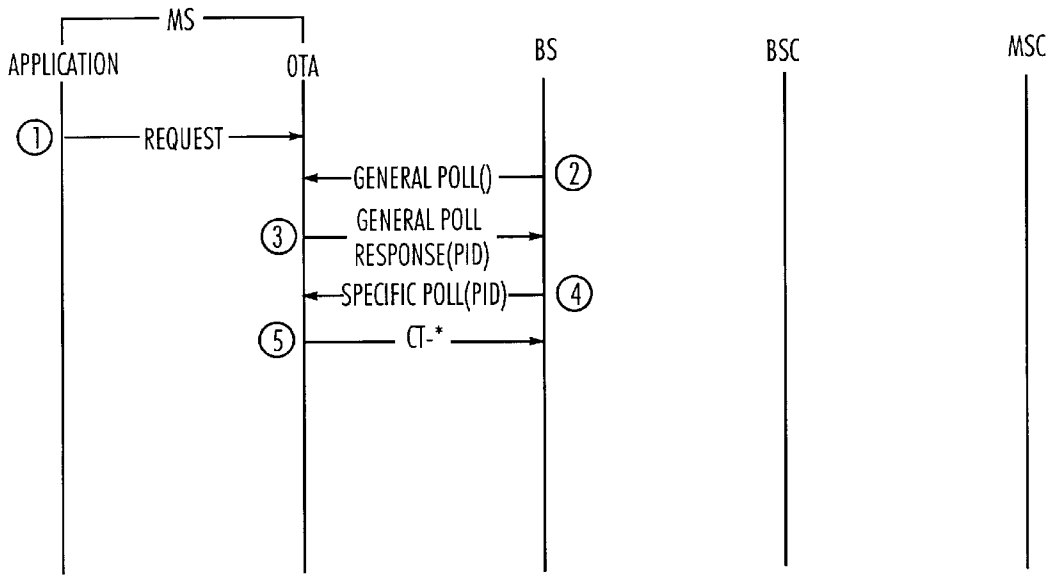 MS
APPLICATION
OTA
BS
BSC
MSC
1
REQUEST
GENERAL POLL()
2
3
GENERAL POLL
RESPONSE(PID)
SPECIFIC POLL(PID)
4
5
CT-*